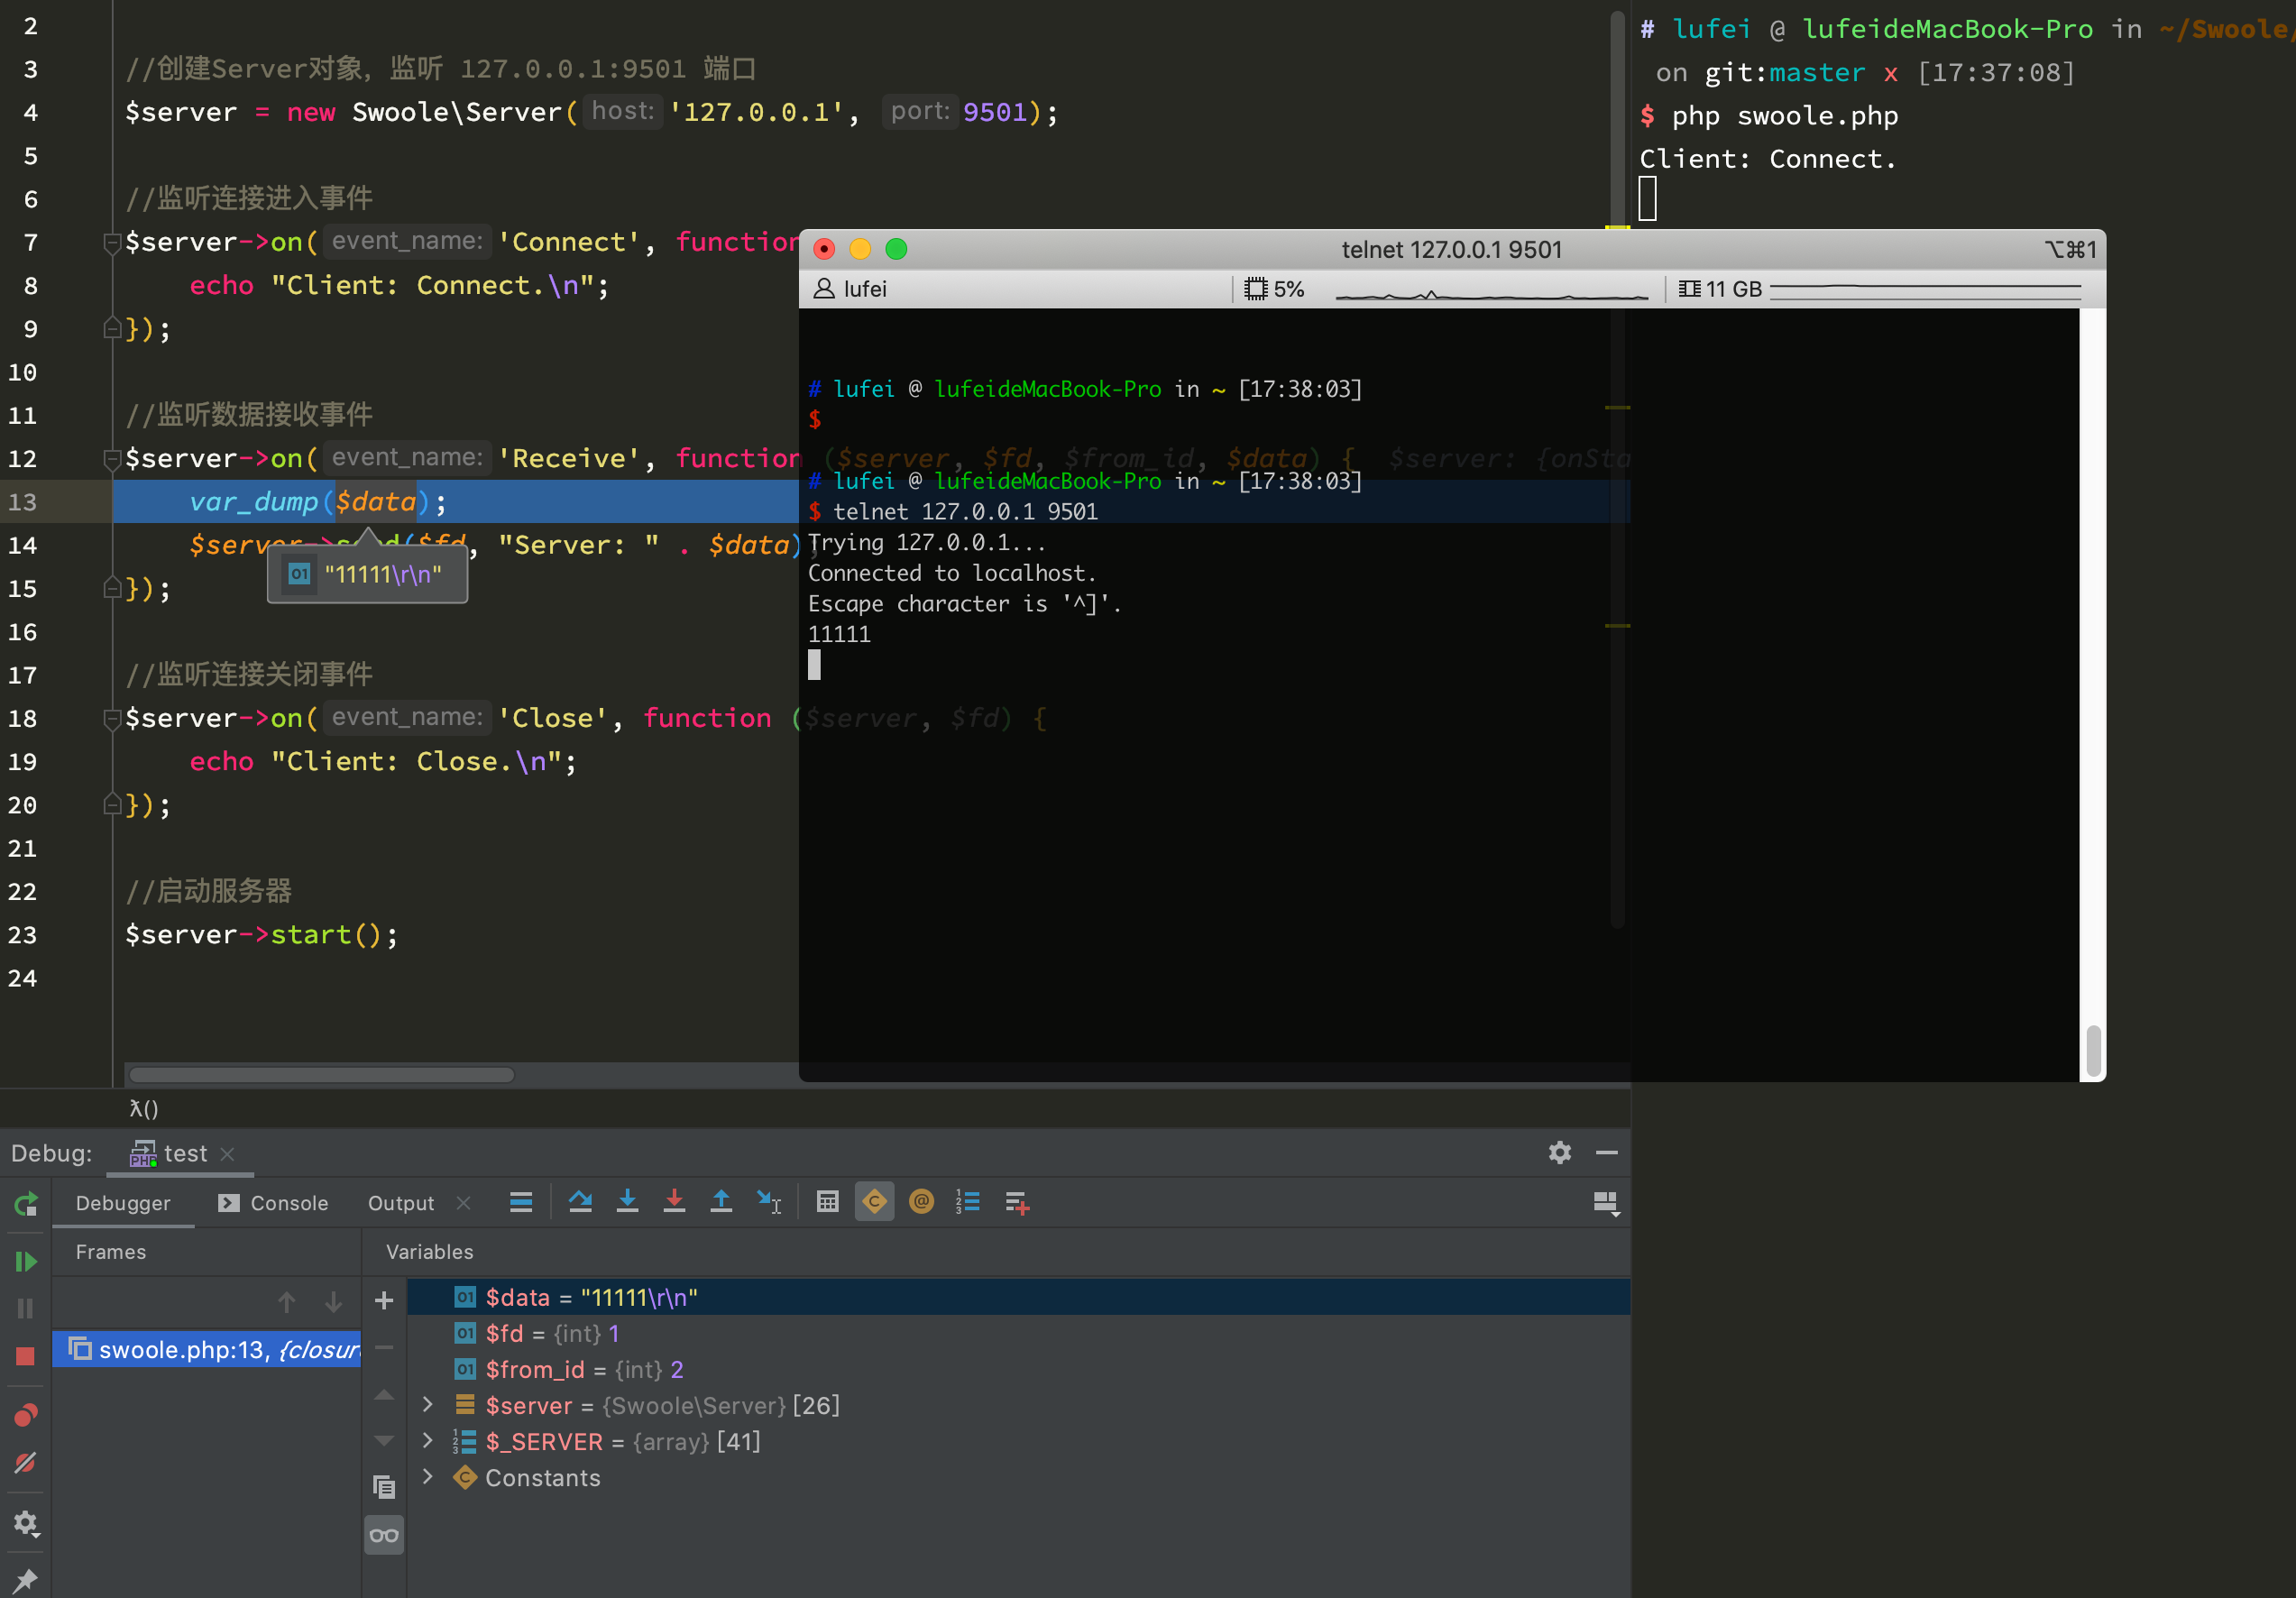 2
3 //创建Server对象，监听 127.0.0.1:9501 端口
4 $server = new Swoole\Server( host: '127.0.0.1', port: 9501);
5
6 //监听连接进入事件
7 $server->on( event_name: 'Connect', function
8 echo "Client: Connect.\n";
9 });
10
11 //监听数据接收事件
12 $server->on( event_name: 'Receive', function ($server, $fd, $from_id, $data) { $server: {onSta
13 var_dump($data);
14 $server->send($fd, "Server: " . $data);
"11111\r\n"
15 });
16
17 //监听连接关闭事件
18 $server->on( event_name: 'Close', function ($server, $fd) {
19 echo "Client: Close.\n";
20 });
21
22 //启动服务器
23 $server->start();
24
λ()
# lufei @ lufeideMacBook-Pro in ~/Swoole/
on git:master x [17:37:08]
$ php swoole.php
Client: Connect.
telnet 127.0.0.1 9501 ⌥⌘1
lufei 5% 11 GB
# lufei @ lufeideMacBook-Pro in ~ [17:38:03]
$
# lufei @ lufeideMacBook-Pro in ~ [17:38:03]
$ telnet 127.0.0.1 9501
Trying 127.0.0.1...
Connected to localhost.
Escape character is '^]'.
11111
Debug: test
Debugger Console Output
Frames Variables
swoole.php:13, {closur
$data = "11111\r\n"
$fd = {int} 1
$from_id = {int} 2
$server = {Swoole\Server} [26]
$_SERVER = {array} [41]
Constants